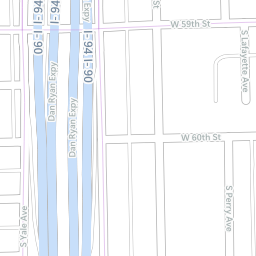 I-94 I-90
I-94
Expy
St
W 59th St
S Lafayette Ave
I-94 I-90
Dan Ryan Expy
Dan Ryan Expy
W 60th St
S Perry Ave
S Yale Ave